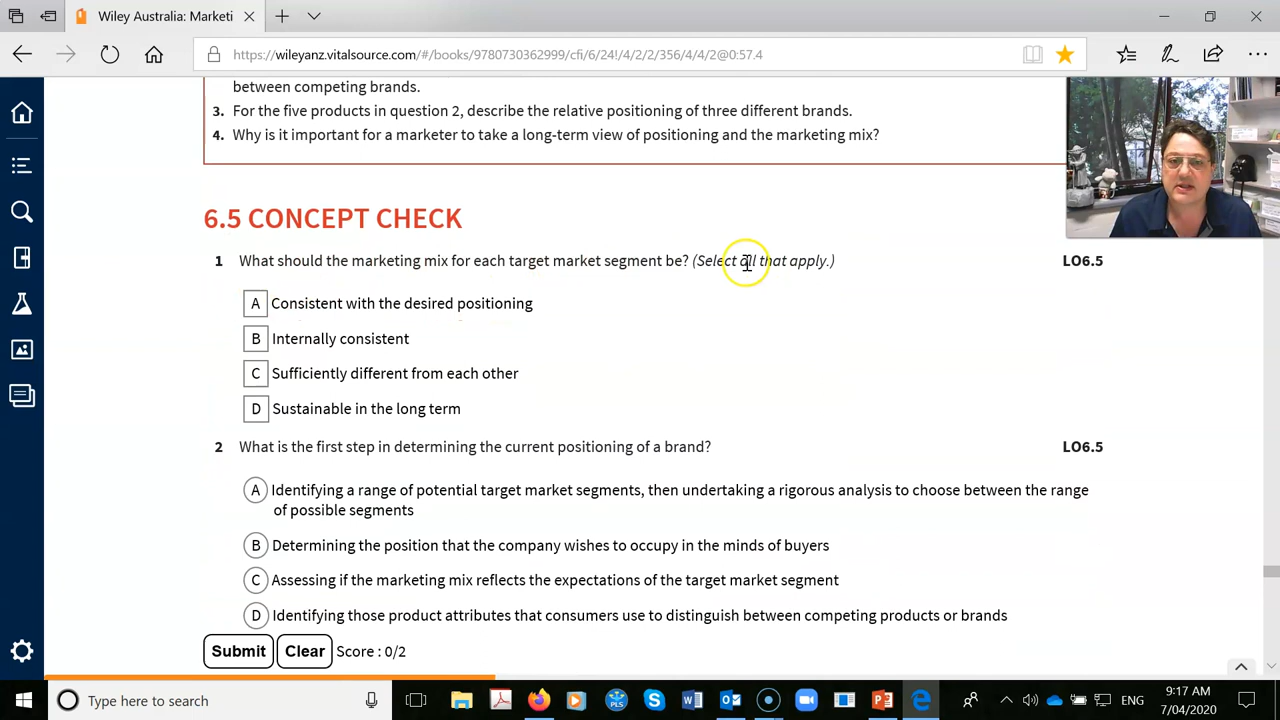 Wiley Australia: Marketi
https://wileyanz.vitalsource.com/#/books/9780730362999/cfi/6/24!/4/2/2/356/4/4/2@0:57.4
between competing brands.
3. For the five products in question 2, describe the relative positioning of three different brands.
4. Why is it important for a marketer to take a long-term view of positioning and the marketing mix?
6.5 CONCEPT CHECK
1 What should the marketing mix for each target market segment be? (Select all that apply.) LO6.5
A Consistent with the desired positioning
B Internally consistent
C Sufficiently different from each other
D Sustainable in the long term
2 What is the first step in determining the current positioning of a brand? LO6.5
A Identifying a range of potential target market segments, then undertaking a rigorous analysis to choose between the range
of possible segments
B Determining the position that the company wishes to occupy in the minds of buyers
C Assessing if the marketing mix reflects the expectations of the target market segment
D Identifying those product attributes that consumers use to distinguish between competing products or brands
Submit Clear Score : 0/2
Type here to search
PLS
ENG
9:17 AM
7/04/2020